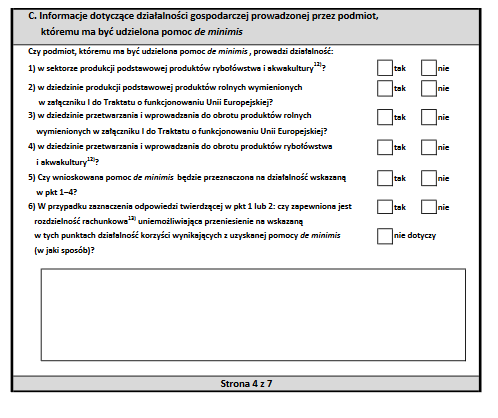 C. Informacje dotyczące działalności gospodarczej prowadzonej przez podmiot,
któremu ma być udzielona pomoc de minimis
Czy podmiot, któremu ma być udzielona pomoc de minimis , prowadzi działalność:
1) w sektorze produkcji podstawowej produktów rybołówstwa i akwakultury12)? tak nie
2) w dziedzinie produkcji podstawowej produktów rolnych wymienionych tak nie
w załączniku I do Traktatu o funkcjonowaniu Unii Europejskiej?
3) w dziedzinie przetwarzania i wprowadzania do obrotu produktów rolnych tak nie
wymienionych w załączniku I do Traktatu o funkcjonowaniu Unii Europejskiej?
4) w dziedzinie przetwarzania i wprowadzania do obrotu produktów rybołówstwa tak nie
i akwakultury12)?
5) Czy wnioskowana pomoc de minimis będzie przeznaczona na działalność wskazaną tak nie
w pkt 1–4?
6) W przypadku zaznaczenia odpowiedzi twierdzącej w pkt 1 lub 2: czy zapewniona jest tak nie
rozdzielność rachunkowa13) uniemożliwiająca przeniesienie na wskazaną
w tych punktach działalność korzyści wynikających z uzyskanej pomocy de minimis nie dotyczy
(w jaki sposób)?
Strona 4 z 7